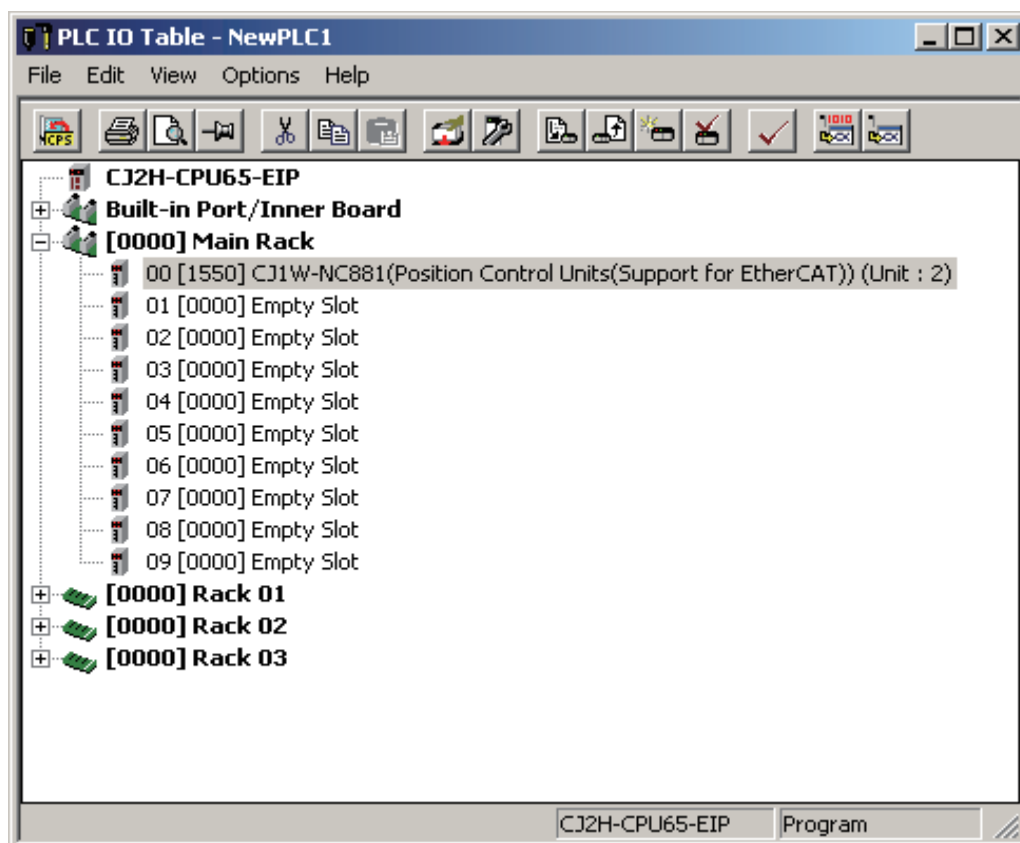 PLC IO Table - NewPLC1
File Edit View Options Help
CPS 1010
CJ2H-CPU65-EIP
Built-in Port/Inner Board
[0000] Main Rack
00 [1550] CJ1W-NC881(Position Control Units(Support for EtherCAT)) (Unit : 2)
01 [0000] Empty Slot
02 [0000] Empty Slot
03 [0000] Empty Slot
04 [0000] Empty Slot
05 [0000] Empty Slot
06 [0000] Empty Slot
07 [0000] Empty Slot
08 [0000] Empty Slot
09 [0000] Empty Slot
[0000] Rack 01
[0000] Rack 02
[0000] Rack 03
CJ2H-CPU65-EIP Program